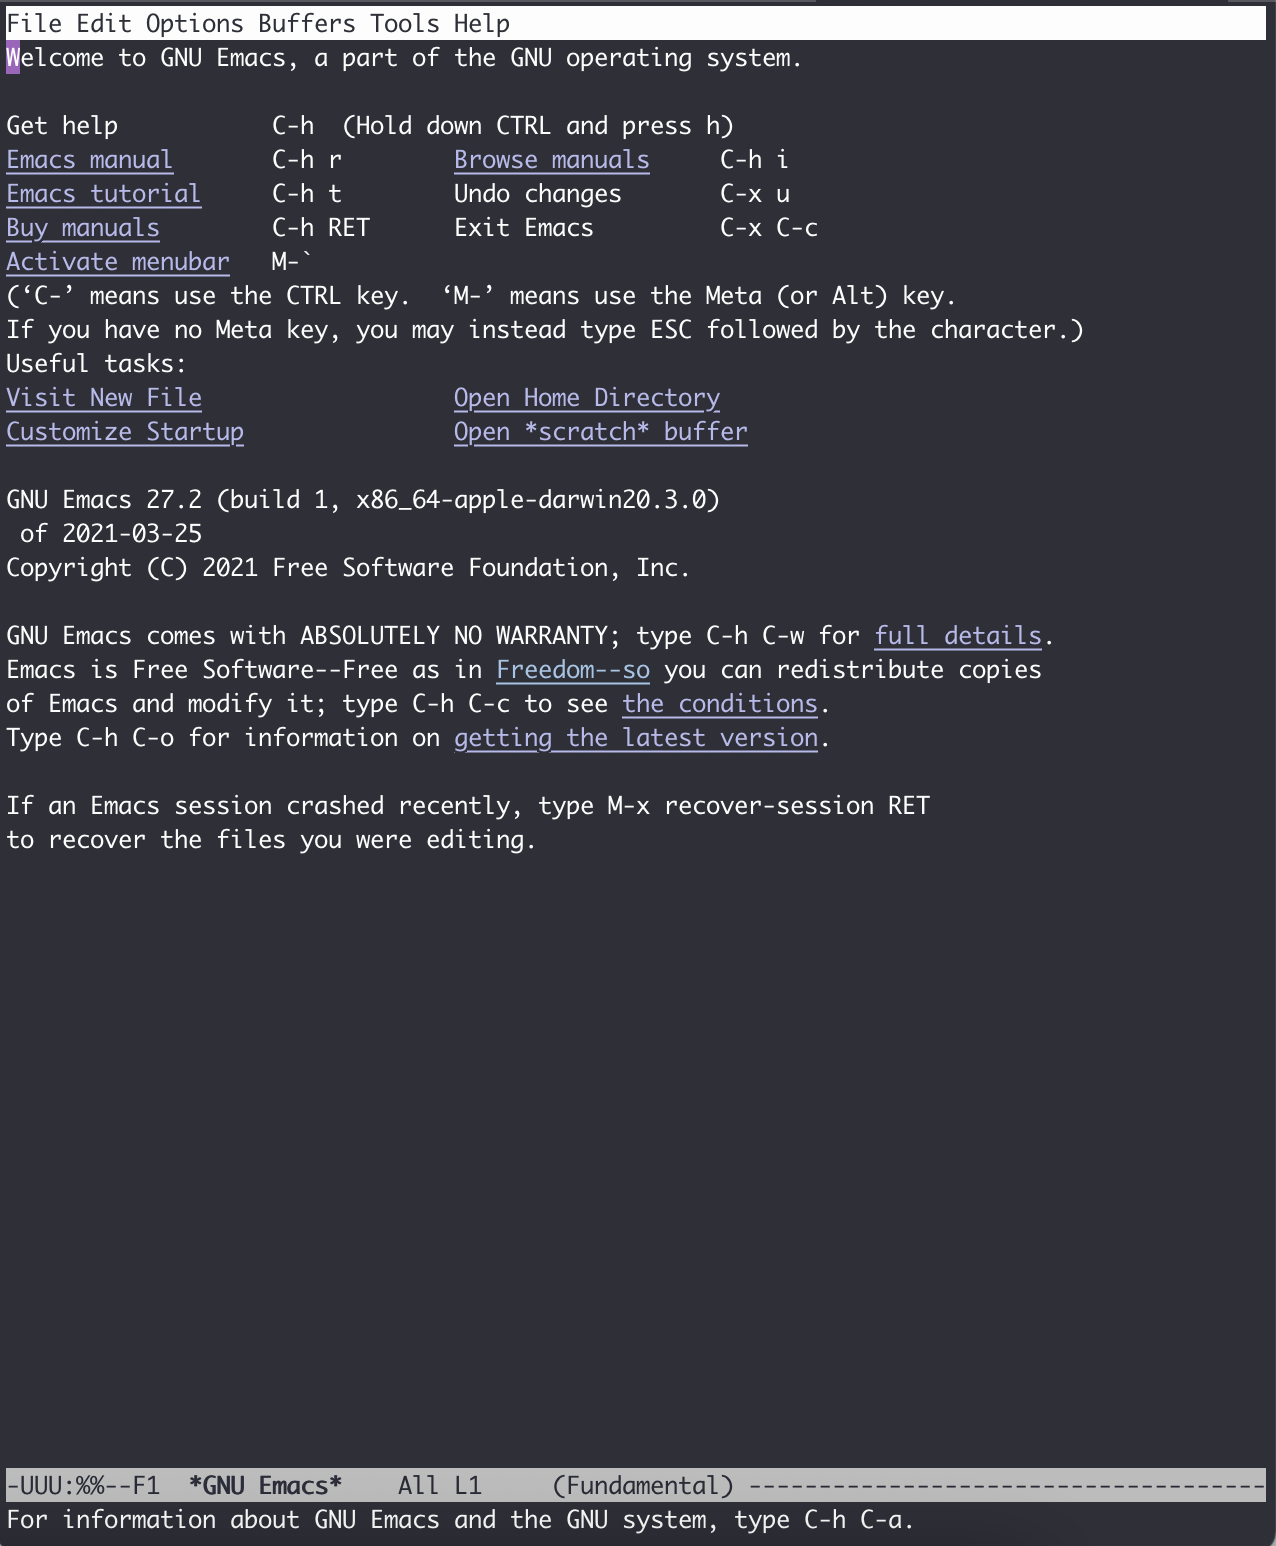 File Edit Options Buffers Tools Help
Welcome to GNU Emacs, a part of the GNU operating system.
Get help           C-h  (Hold down CTRL and press h)
Emacs manual       C-h r        Browse manuals     C-h i
Emacs tutorial     C-h t        Undo changes       C-x u
Buy manuals        C-h RET      Exit Emacs         C-x C-c
Activate menubar   M-`
(‘C-’ means use the CTRL key.  ‘M-’ means use the Meta (or Alt) key.
If you have no Meta key, you may instead type ESC followed by the character.)
Useful tasks:
Visit New File                  Open Home Directory
Customize Startup               Open *scratch* buffer
GNU Emacs 27.2 (build 1, x86_64-apple-darwin20.3.0)
 of 2021-03-25
Copyright (C) 2021 Free Software Foundation, Inc.
GNU Emacs comes with ABSOLUTELY NO WARRANTY; type C-h C-w for full details.
Emacs is Free Software--Free as in Freedom--so you can redistribute copies
of Emacs and modify it; type C-h C-c to see the conditions.
Type C-h C-o for information on getting the latest version.
If an Emacs session crashed recently, type M-x recover-session RET
to recover the files you were editing.
-UUU:%%--F1  *GNU Emacs*    All L1     (Fundamental) -------------------------------------
For information about GNU Emacs and the GNU system, type C-h C-a.